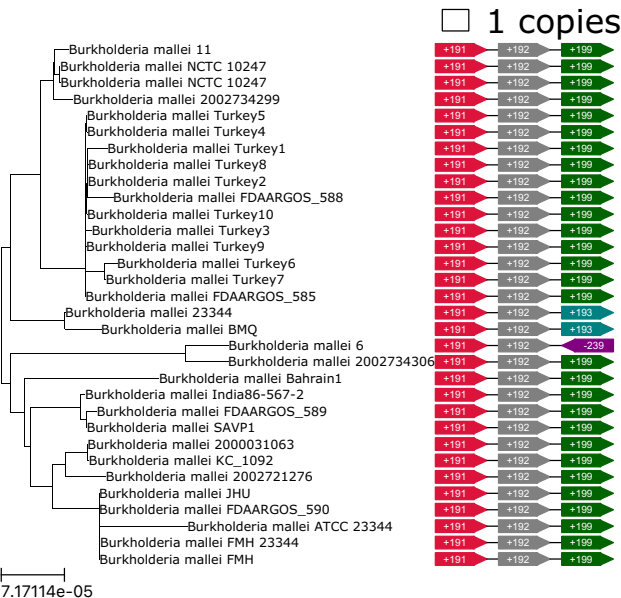 1 copies
Burkholderia mallei 11 +191 +192 +199
Burkholderia mallei NCTC 10247 +191 +192 +199
Burkholderia mallei NCTC 10247 +191 +192 +199
Burkholderia mallei 2002734299 +191 +192 +199
Burkholderia mallei Turkey5 +191 +192 +199
Burkholderia mallei Turkey4 +191 +192 +199
Burkholderia mallei Turkey1 +191 +192 +199
Burkholderia mallei Turkey8 +191 +192 +199
Burkholderia mallei Turkey2 +191 +192 +199
Burkholderia mallei FDAARGOS_588 +191 +192 +199
Burkholderia mallei Turkey10 +191 +192 +199
Burkholderia mallei Turkey3 +191 +192 +199
Burkholderia mallei Turkey9 +191 +192 +199
Burkholderia mallei Turkey6 +191 +192 +199
Burkholderia mallei Turkey7 +191 +192 +199
Burkholderia mallei FDAARGOS_585 +191 +192 +199
Burkholderia mallei 23344 +191 +192 +193
Burkholderia mallei BMQ +191 +192 +193
Burkholderia mallei 6 +191 +192 -239
Burkholderia mallei 2002734306 +191 +192 +199
Burkholderia mallei Bahrain1 +191 +192 +199
Burkholderia mallei India86-567-2 +191 +192 +199
Burkholderia mallei FDAARGOS_589 +191 +192 +199
Burkholderia mallei SAVP1 +191 +192 +199
Burkholderia mallei 2000031063 +191 +192 +199
Burkholderia mallei KC_1092 +191 +192 +199
Burkholderia mallei 2002721276 +191 +192 +199
Burkholderia mallei JHU +191 +192 +199
Burkholderia mallei FDAARGOS_590 +191 +192 +199
Burkholderia mallei ATCC 23344 +191 +192 +199
Burkholderia mallei FMH 23344 +191 +192 +199
Burkholderia mallei FMH +191 +192 +199
7.17114e-05